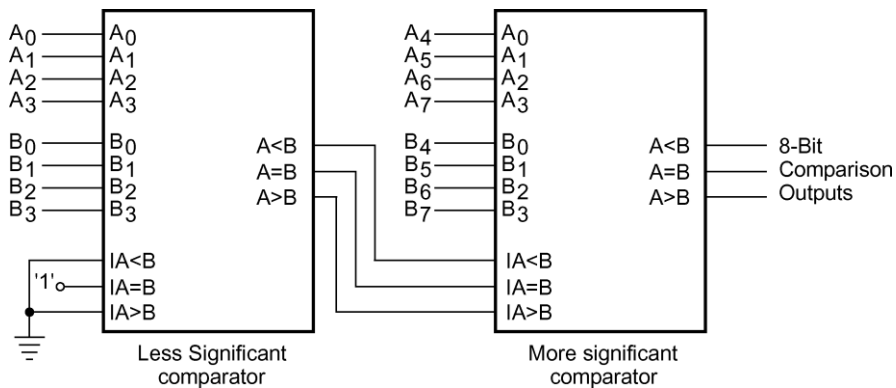 A0 A0
A1 A1
A2 A2
A3 A3
B0 B0
B1 B1
B2 B2
B3 B3
A<B
A=B
A>B
IA<B
'1' IA=B
IA>B
Less Significant
comparator
A4 A0
A5 A1
A6 A2
A7 A3
B4 B0
B5 B1
B6 B2
B7 B3
A<B
A=B
A>B
IA<B
IA=B
IA>B
8-Bit
Comparison
Outputs
More significant
comparator